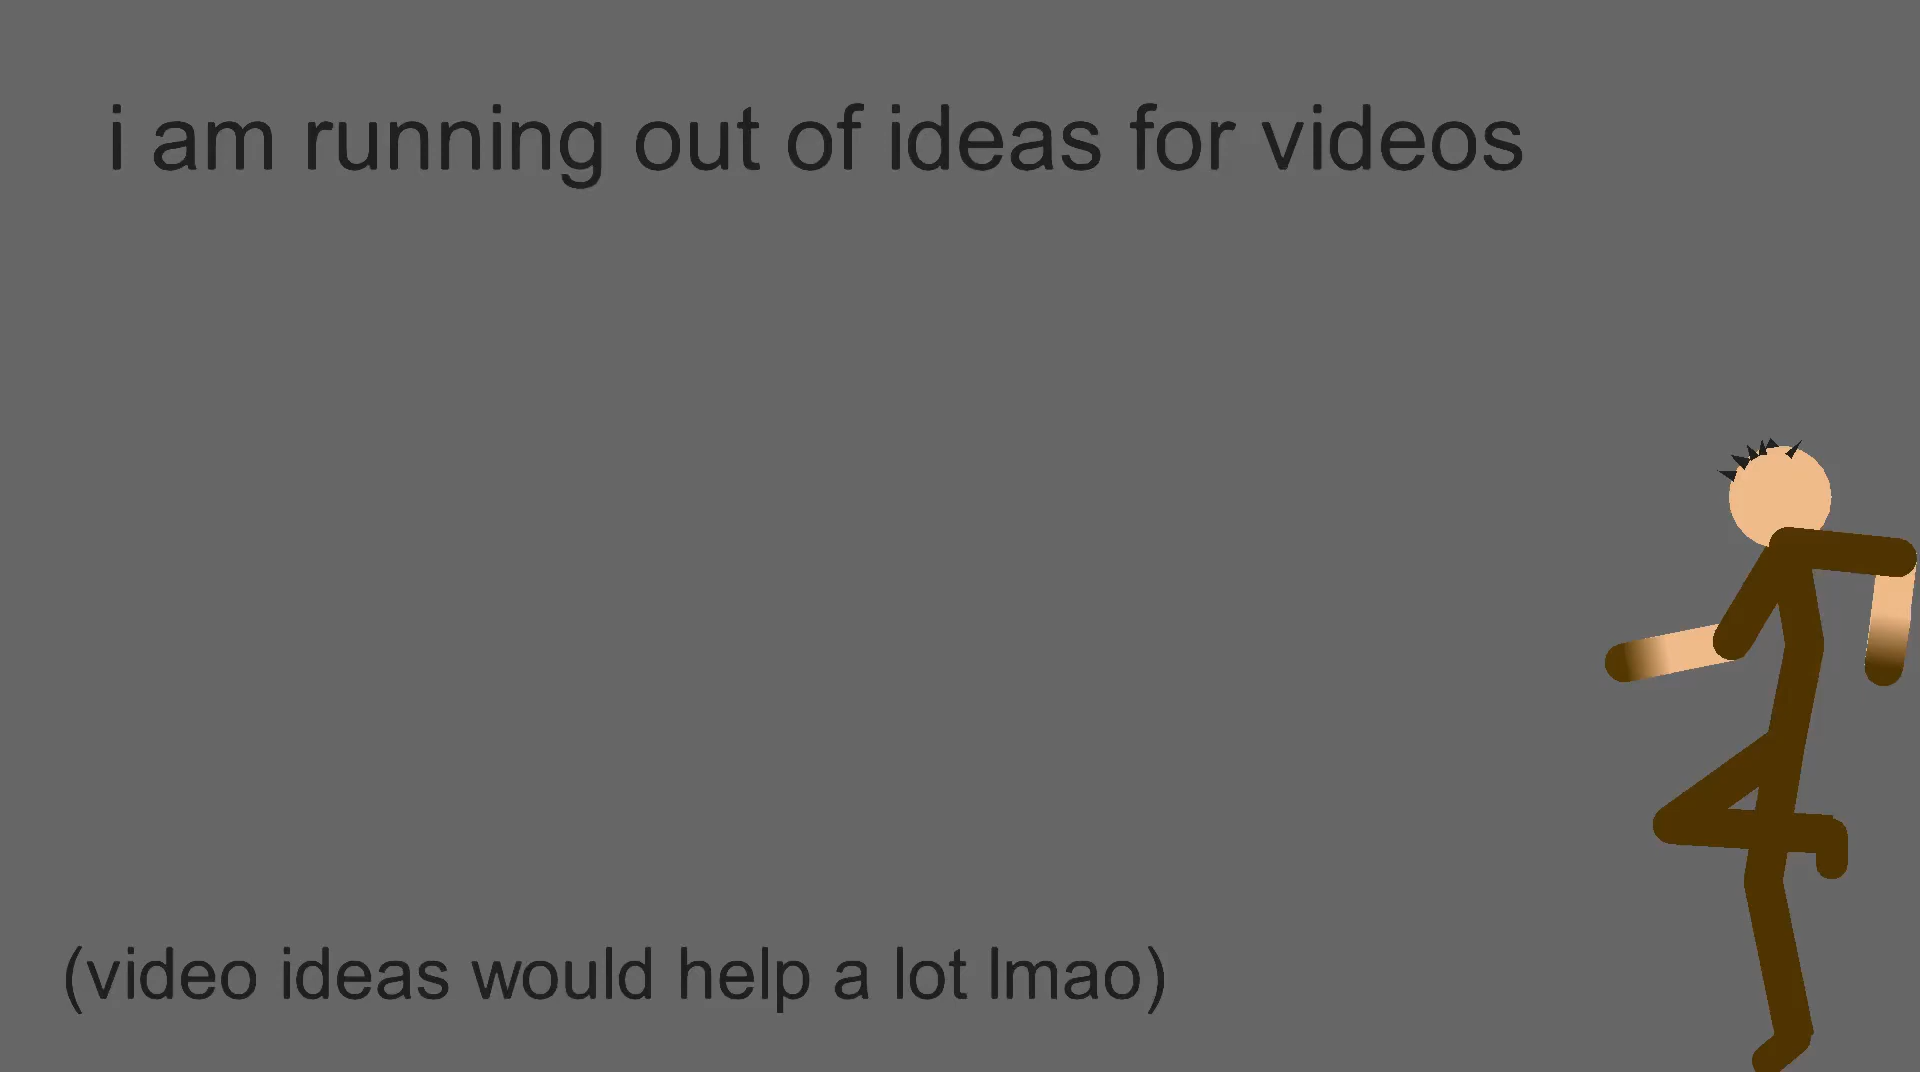 i am running out of ideas for videos
(video ideas would help a lot lmao)